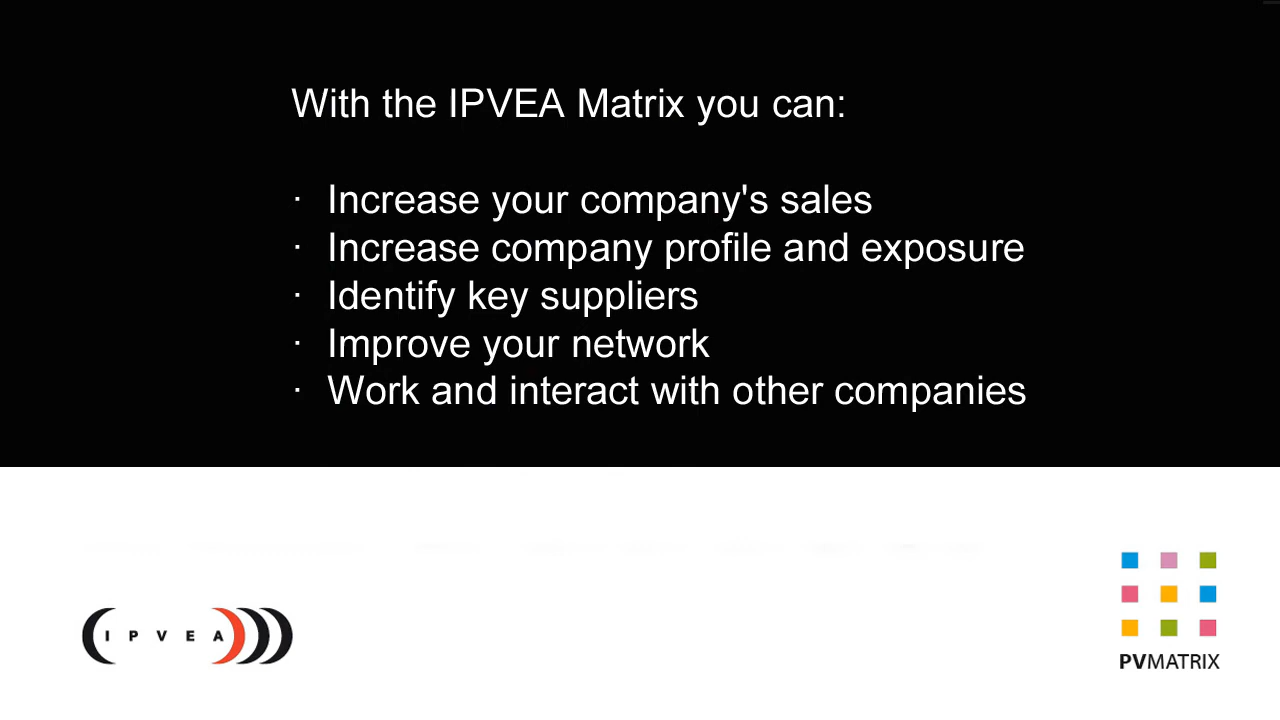 With the IPVEA Matrix you can:
· Increase your company's sales
· Increase company profile and exposure
· Identify key suppliers
· Improve your network
· Work and interact with other companies
IPVEA
PVMATRIX